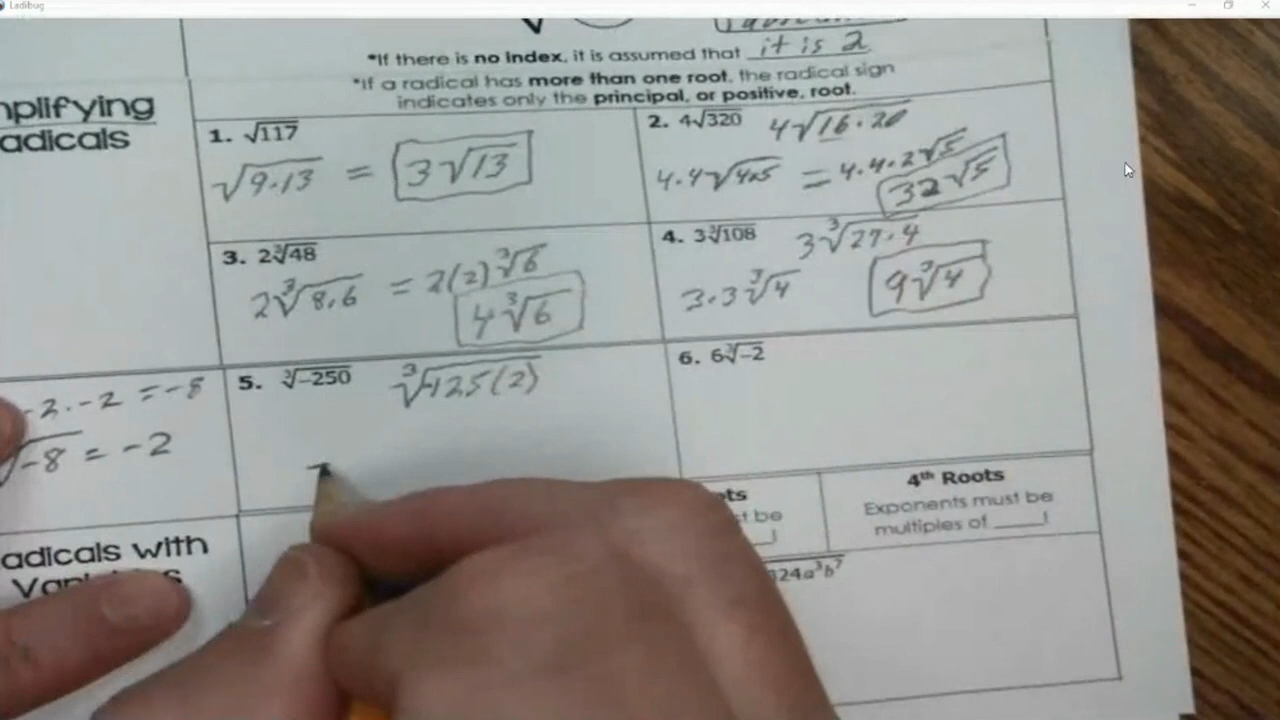 Ladibug
*If there is no index, it is assumed that it is 2
*If a radical has more than one root, the radical sign
indicates only the principal, or positive, root.
mplifying
adicals
1. √117
√9·13 = 3√13
2. 4√320 4√16·20
4·4√4·5 = 4·4·2√5
32√5
3. 2∛48
2∛8·6 = 2(2)∛6
4∛6
4. 3∛108 3∛27·4
3·3∛4 9∛4
-2·-2 = -8
√-8 = -2
5. ∛-250 ∛-125(2)
6. 6∛-2
adicals with
ots
t be
4th Roots
Exponents must be
multiples of ____!
24a³b⁷